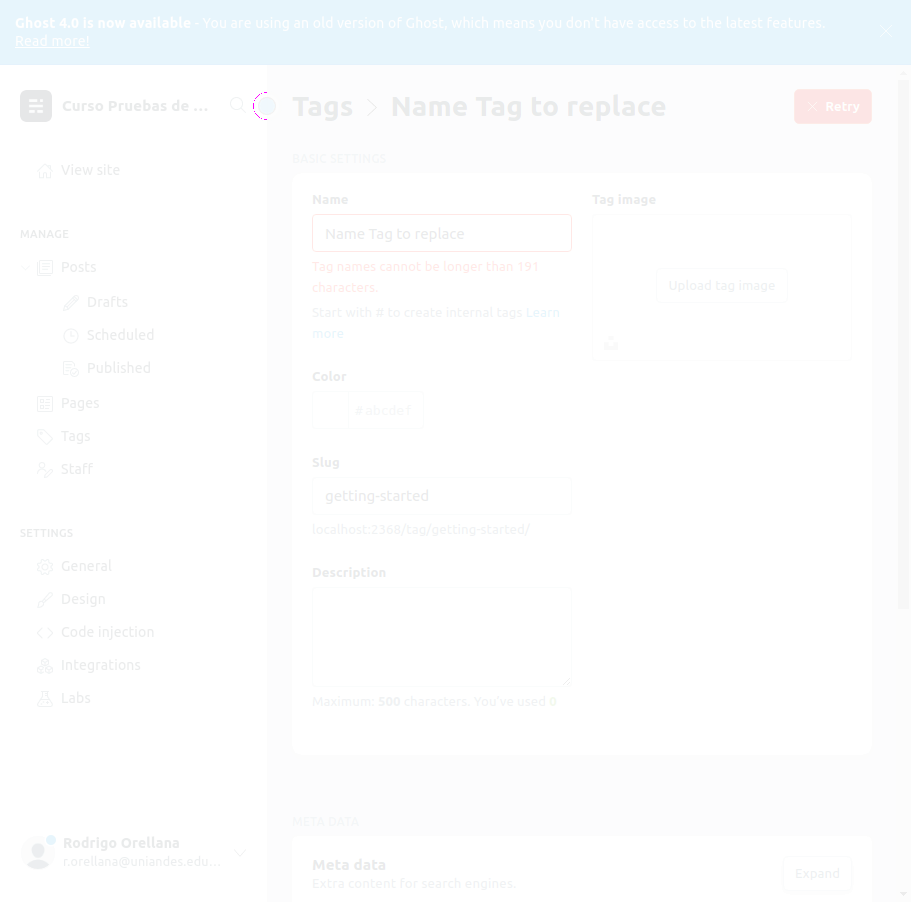 Ghost 4.0 is now available - You are using an old version of Ghost, which means you don't have access to the latest features.
Read more!
Curso Pruebas de ...
Tags > Name Tag to replace
Retry
BASIC SETTINGS
View site
Name
Tag image
Name Tag to replace
Tag names cannot be longer than 191
characters.
Start with # to create internal tags Learn
more
Upload tag image
MANAGE
Posts
Drafts
Scheduled
Published
Pages
Tags
Staff
Color
# abcdef
Slug
getting-started
localhost:2368/tag/getting-started/
SETTINGS
General
Design
Code injection
Integrations
Labs
Description
Maximum: 500 characters. You've used 0
META DATA
Meta data
Extra content for search engines.
Expand
Rodrigo Orellana
r.orellana@uniandes.edu...